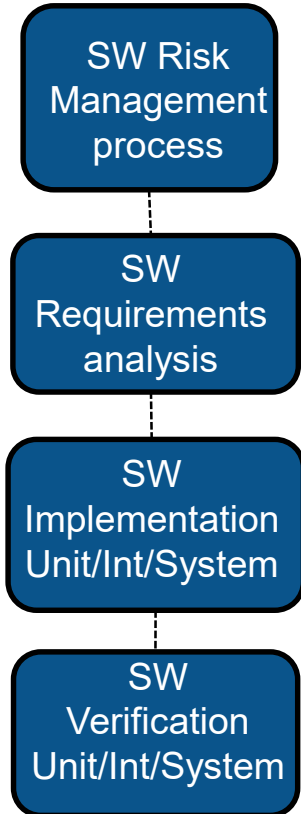 SW Risk
Management
process
SW
Requirements
analysis
SW
Implementation
Unit/Int/System
SW
Verification
Unit/Int/System